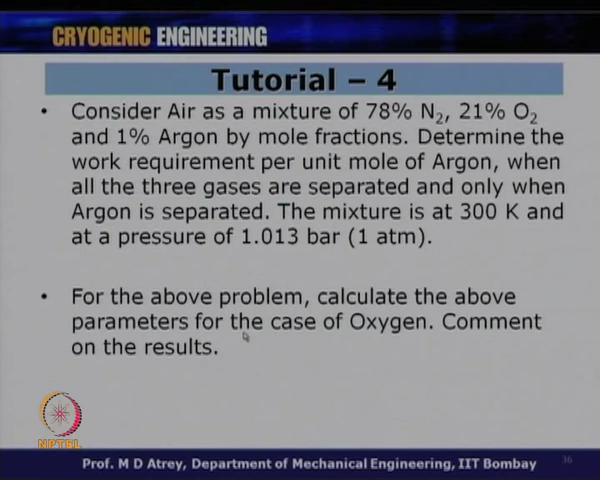 CRYOGENIC ENGINEERING
Tutorial – 4
• Consider Air as a mixture of 78% N₂, 21% O₂
and 1% Argon by mole fractions. Determine the
work requirement per unit mole of Argon, when
all the three gases are separated and only when
Argon is separated. The mixture is at 300 K and
at a pressure of 1.013 bar (1 atm).
• For the above problem, calculate the above
parameters for the case of Oxygen. Comment
on the results.
NPTEL
Prof. M D Atrey, Department of Mechanical Engineering, IIT Bombay
36